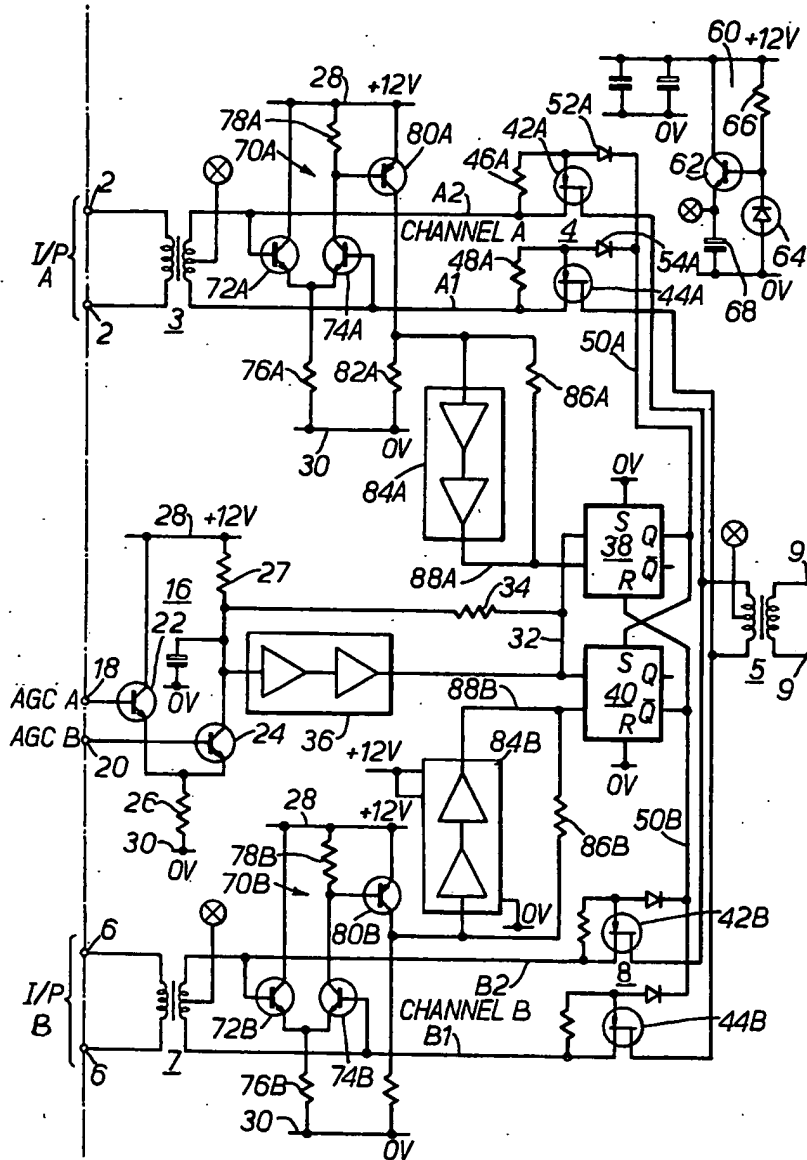 60
+12V
28
+12V
52A
78A
80A
42A
0V
66
70A
46A
62
2
A2
I/P
A
CHANNEL A
4
64
72A
48A
54A
A1
0V
2
3
74A
44A
68
76A
82A
50A
86A
30
0V
84A
0V
28
+12V
S
38
Q
R
Q̄
27
88A
16
34
32
9
22
18
AGC A
0V
S
Q
40
R
Q̄
5
9
AGC B
24
36
88B
20
+12V
84B
0V
26
28
+12V
50B
30
0V
78B
86B
70B
80B
0V
42B
6
I/P
B
B2
8
CHANNEL B
B1
72B
74B
44B
6
7
76B
30
0V